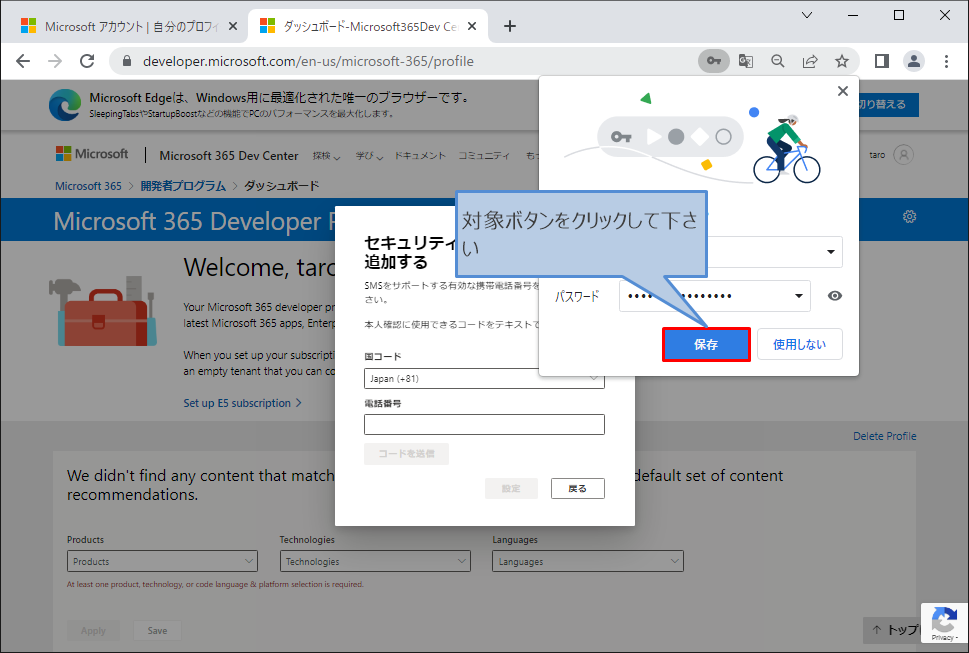 Microsoft アカウント | 自分のプロフィ
ダッシュボード-Microsoft365Dev Ce
developer.microsoft.com/en-us/microsoft-365/profile
Microsoft Edgeは、Windows用に最適化された唯一のブラウザーです。
SleepingTabsやStartupBoostなどの機能でPCのパフォーマンスを最大化します。
切り替える
Microsoft
Microsoft 365 Dev Center
探検
学び
ドキュメント
コミュニティ
taro
Microsoft 365 > 開発者プログラム > ダッシュボード
Microsoft 365 Developer P
対象ボタンをクリックして下さ
い
セキュリティ
追加する
Welcome, taro
SMSをサポートする有効な携帯電話番号を
さい。
本人確認に使用できるコードをテキストで
パスワード
••••
••••••••
保存
使用しない
Your Microsoft 365 developer pr
latest Microsoft 365 apps, Enterp
When you set up your subscripti
an empty tenant that you can co
Set up E5 subscription >
国コード
Japan (+81)
電話番号
コードを送信
設定
戻る
Delete Profile
We didn't find any content that match
default set of content
recommendations.
Products
Technologies
Languages
Products
Technologies
Languages
At least one product, technology, or code language & platform selection is required.
Apply
Save
↑ トップ
Privacy -